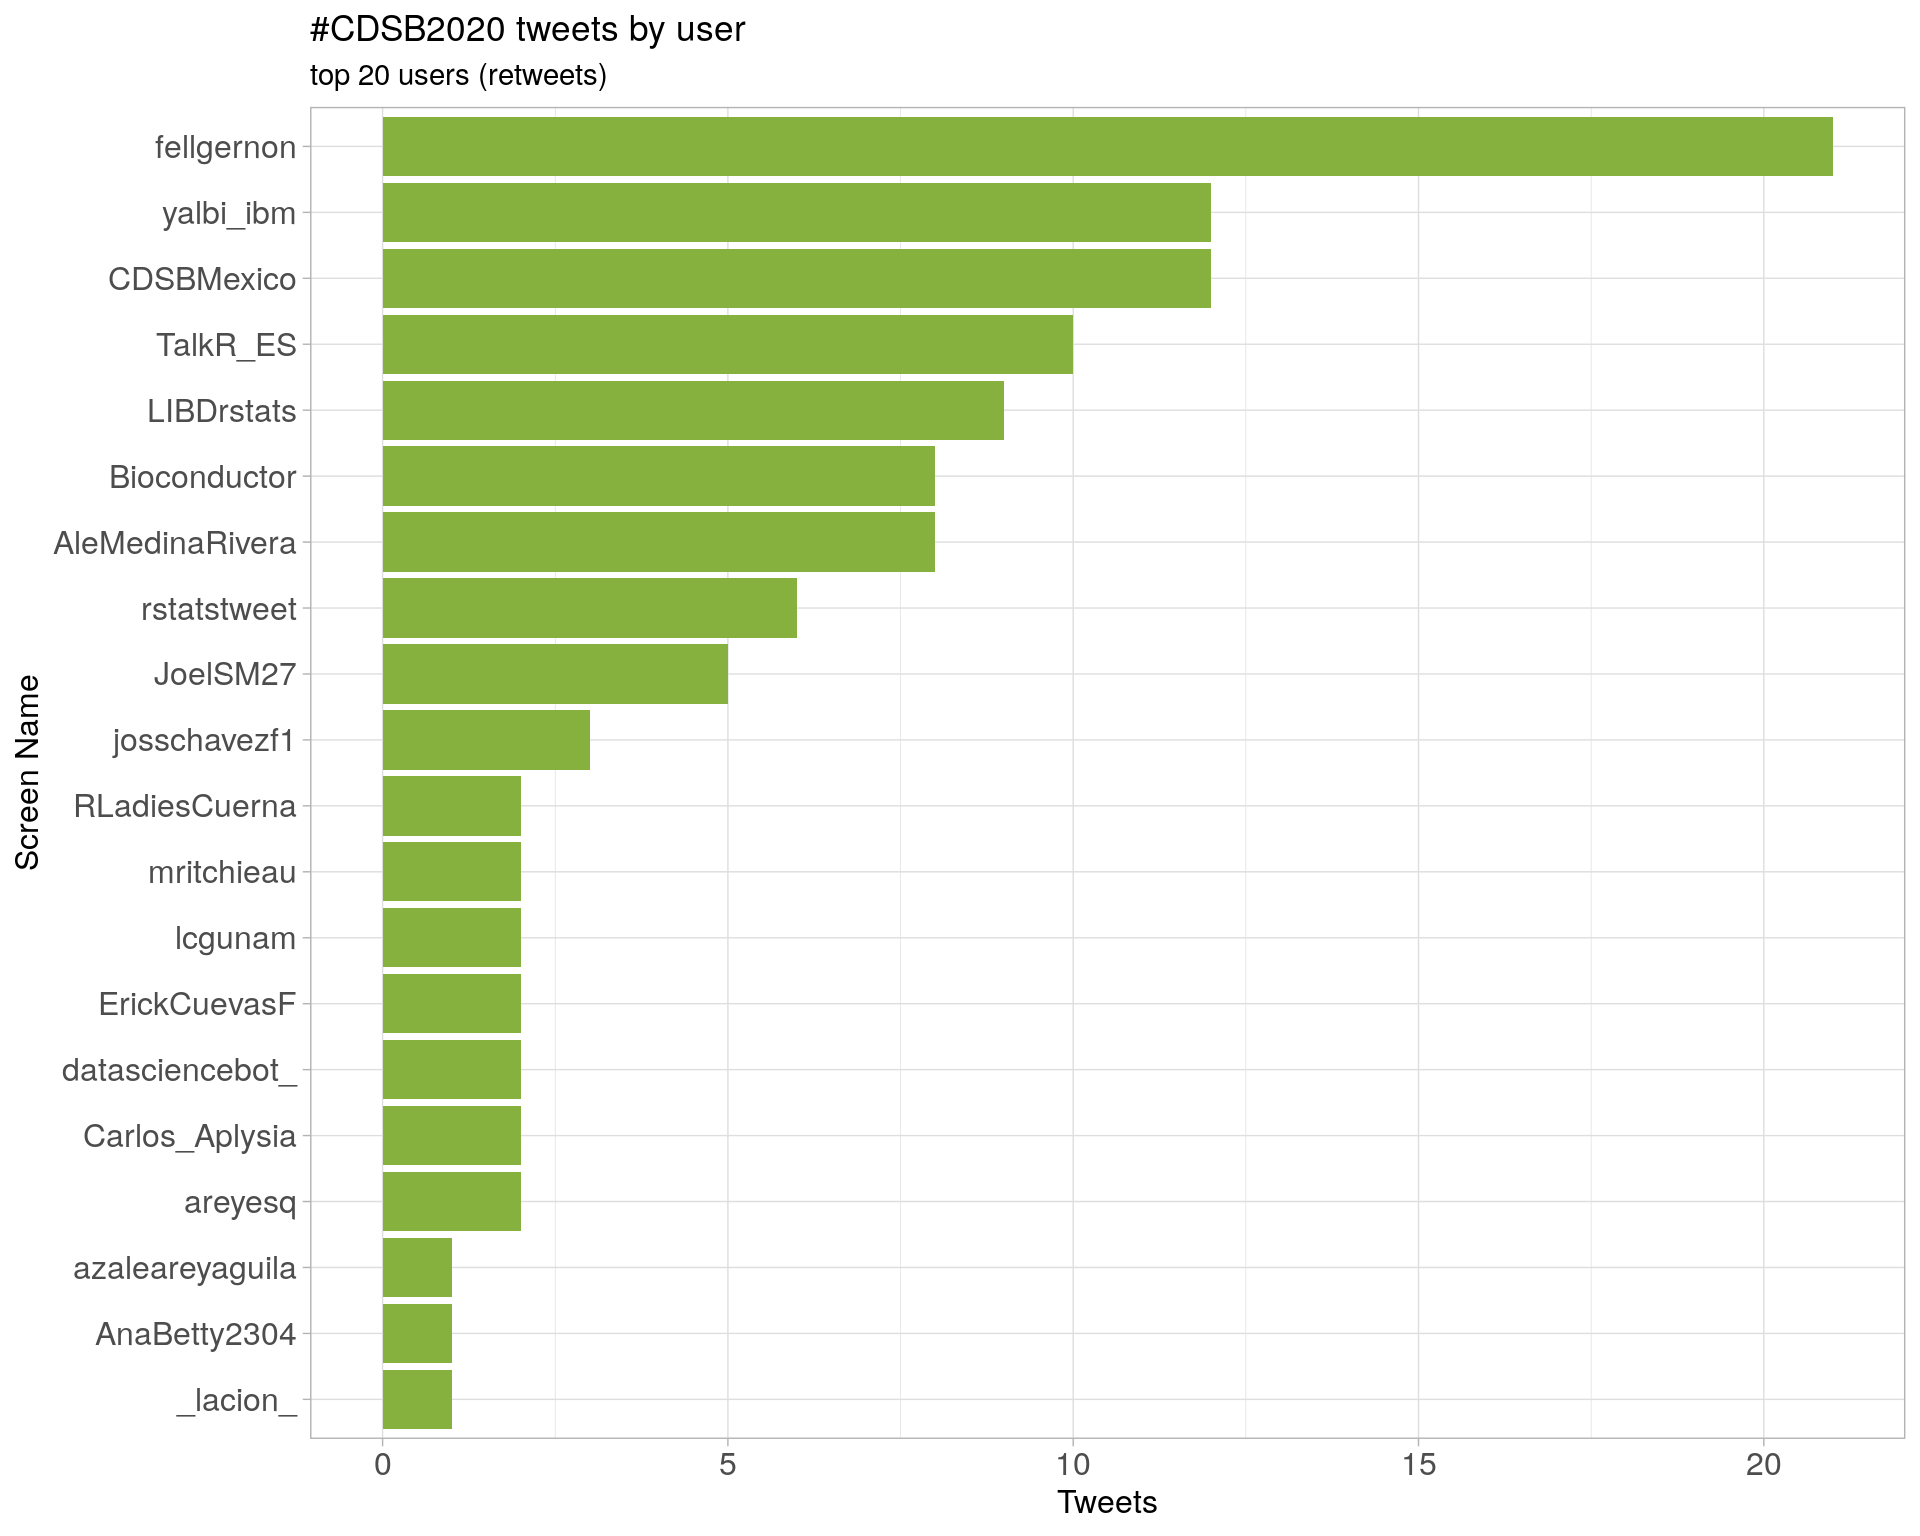 #CDSB2020 tweets by user
top 20 users (retweets)
fellgernon
yalbi_ibm
CDSBMexico
TalkR_ES
LIBDrstats
Bioconductor
AleMedinaRivera
rstatstweet
JoelSM27
josschavezf1
RLadiesCuerna
mritchieau
lcgunam
ErickCuevasF
datasciencebot_
Carlos_Aplysia
areyesq
azaleareyaguila
AnaBetty2304
_lacion_
Screen Name
0 5 10 15 20
Tweets